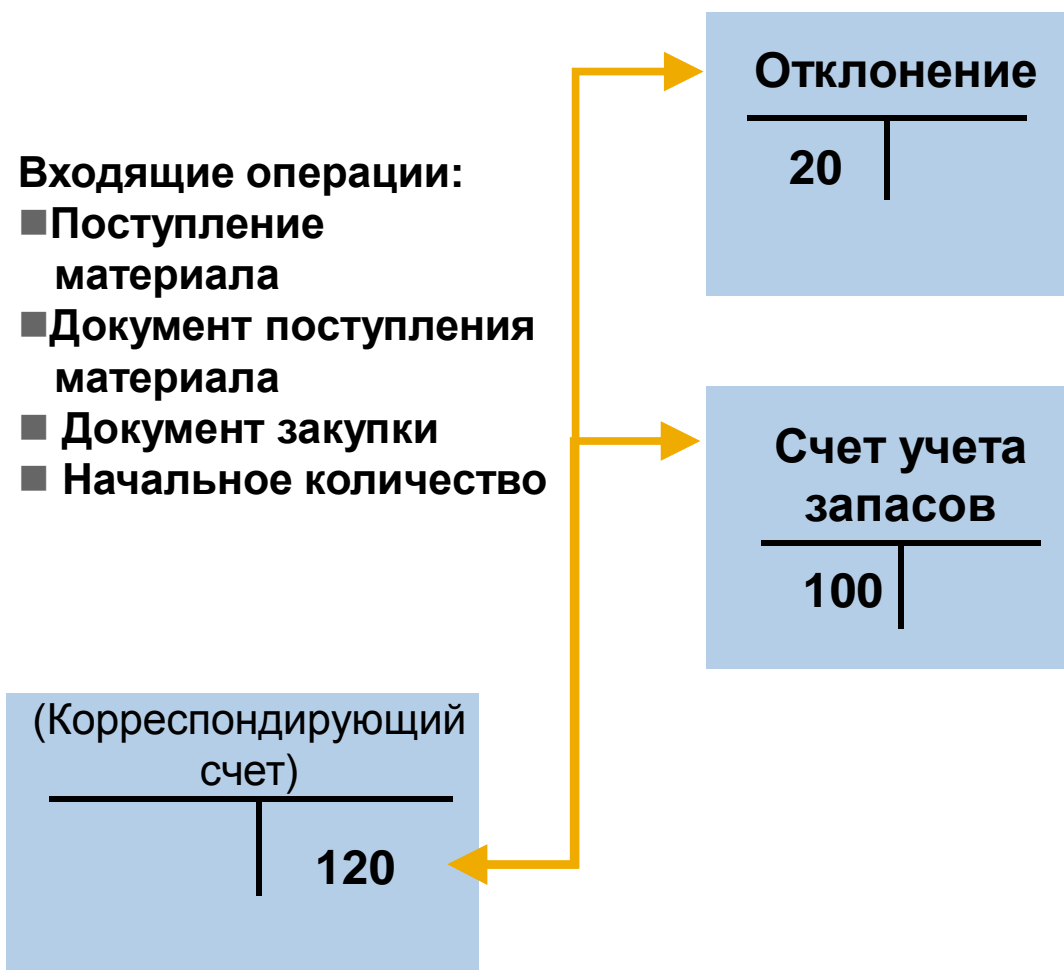 Входящие операции:
Поступление
материала
Документ поступления
материала
Документ закупки
Начальное количество
Отклонение
20
Счет учета
запасов
100
(Корреспондирующий
счет)
120